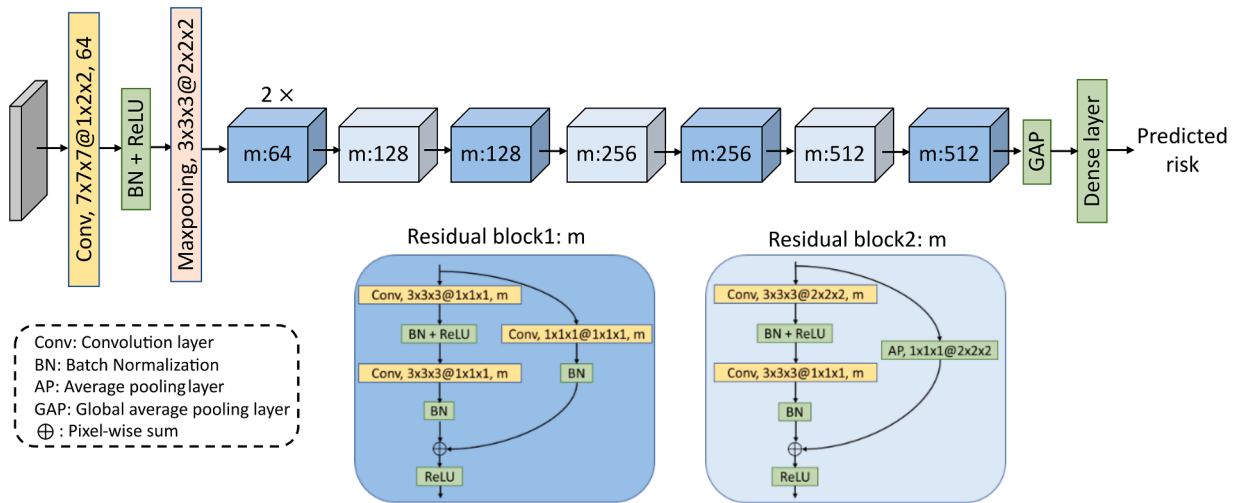 Conv, 7x7x7@1x2x2, 64
BN + ReLU
Maxpooing, 3x3x3@2x2x2
2 ×
m:64
m:128
m:128
m:256
m:256
m:512
m:512
GAP
Dense layer
Predicted
risk
Residual block1: m
Conv, 3x3x3@1x1x1, m
BN + ReLU
Conv, 1x1x1@1x1x1, m
Conv, 3x3x3@1x1x1, m
BN
BN
ReLU
Residual block2: m
Conv, 3x3x3@2x2x2, m
BN + ReLU
AP, 1x1x1@2x2x2
Conv, 3x3x3@1x1x1, m
BN
ReLU
Conv: Convolution layer
BN: Batch Normalization
AP: Average pooling layer
GAP: Global average pooling layer
⊕ : Pixel-wise sum